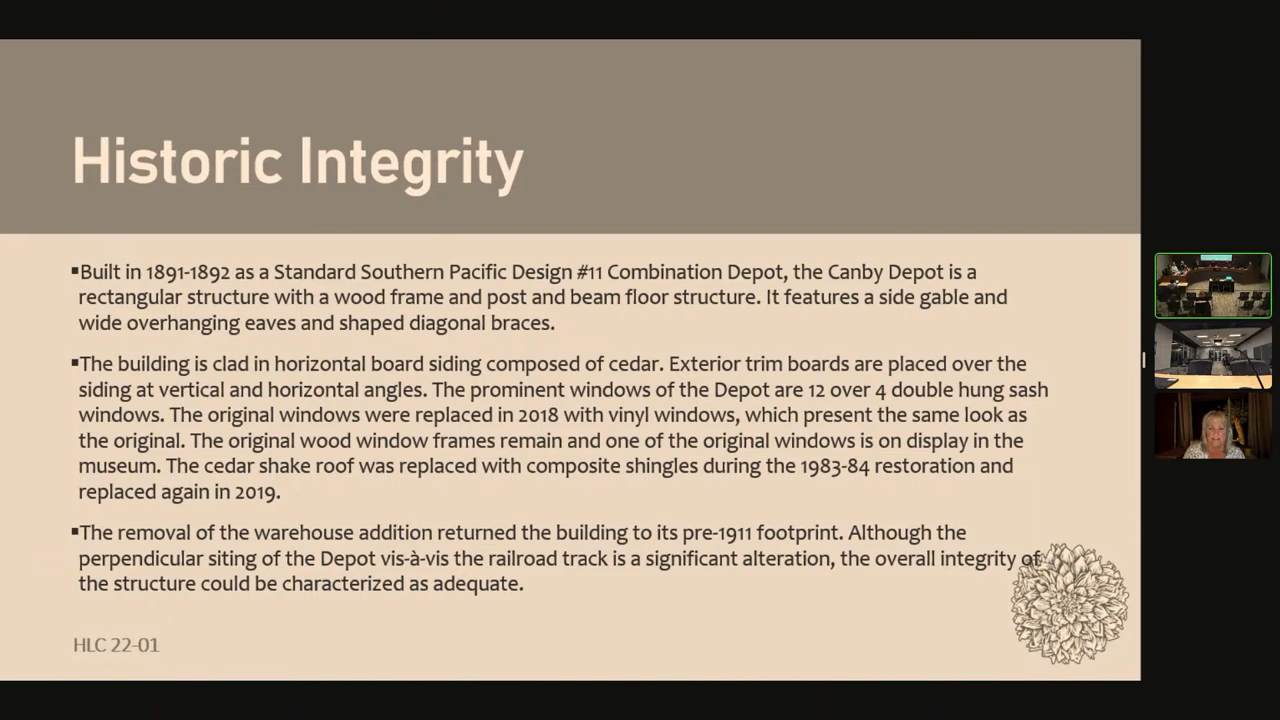 Historic Integrity
▪Built in 1891-1892 as a Standard Southern Pacific Design #11 Combination Depot, the Canby Depot is a
rectangular structure with a wood frame and post and beam floor structure. It features a side gable and
wide overhanging eaves and shaped diagonal braces.
▪The building is clad in horizontal board siding composed of cedar. Exterior trim boards are placed over the
siding at vertical and horizontal angles. The prominent windows of the Depot are 12 over 4 double hung sash
windows. The original windows were replaced in 2018 with vinyl windows, which present the same look as
the original. The original wood window frames remain and one of the original windows is on display in the
museum. The cedar shake roof was replaced with composite shingles during the 1983-84 restoration and
replaced again in 2019.
▪The removal of the warehouse addition returned the building to its pre-1911 footprint. Although the
perpendicular siting of the Depot vis-à-vis the railroad track is a significant alteration, the overall integrity of
the structure could be characterized as adequate.
HLC 22-01